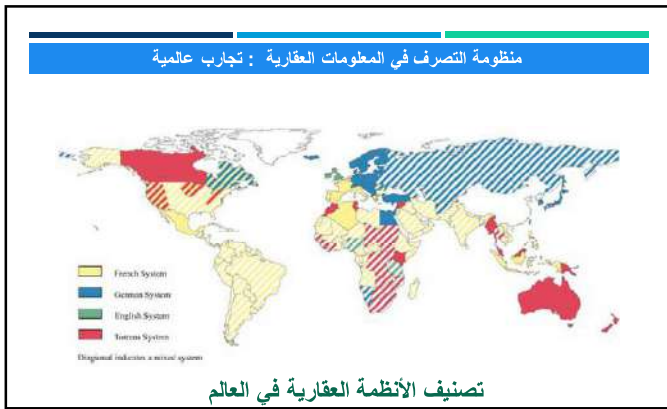 منظومة التصرف في المعلومات العقارية : تجارب عالمية
French System
German System
English System
Torrens System
Diagonal indicates a mixed system
تصنيف الأنظمة العقارية في العالم